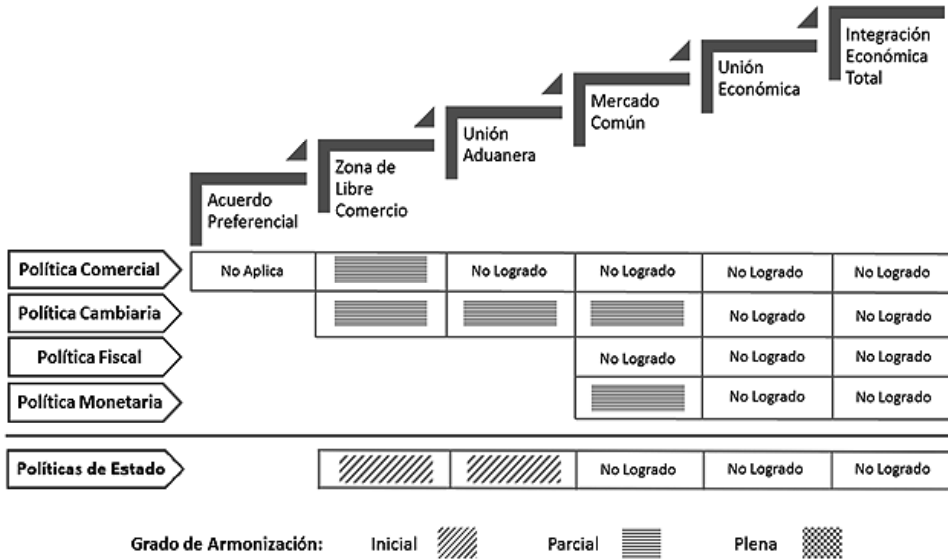 Integración
Económica
Total
Unión
Económica
Mercado
Común
Unión
Aduanera
Zona de
Libre
Comercio
Acuerdo
Preferencial
Política Comercial No Aplica No Logrado No Logrado No Logrado No Logrado
Política Cambiaria No Logrado No Logrado
Política Fiscal No Logrado No Logrado No Logrado
Política Monetaria No Logrado No Logrado
Políticas de Estado No Logrado No Logrado No Logrado
Grado de Armonización: Inicial Parcial Plena